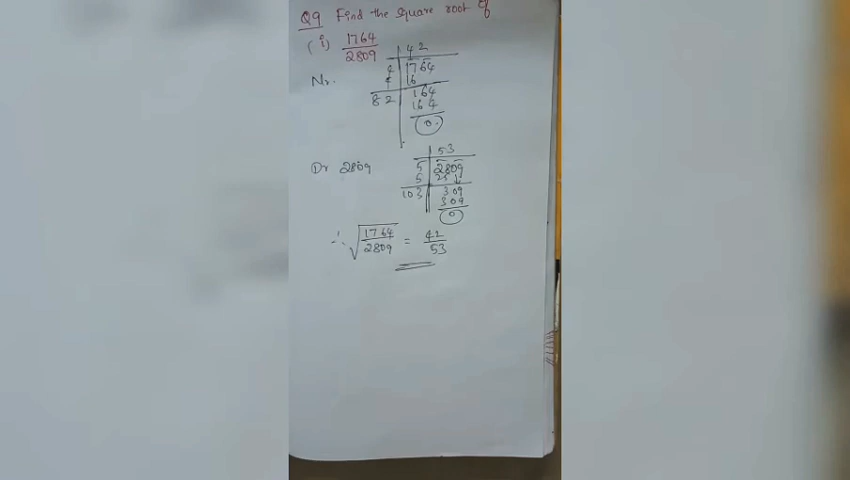 Q9 Find the square root of
(i) 1764/2809
42
4 1764
Nr. 4 16
82 164
164
0
53
Dr 2809 5 2809
5 25
103 309
309
0
∴ √1764/2809 = 42/53